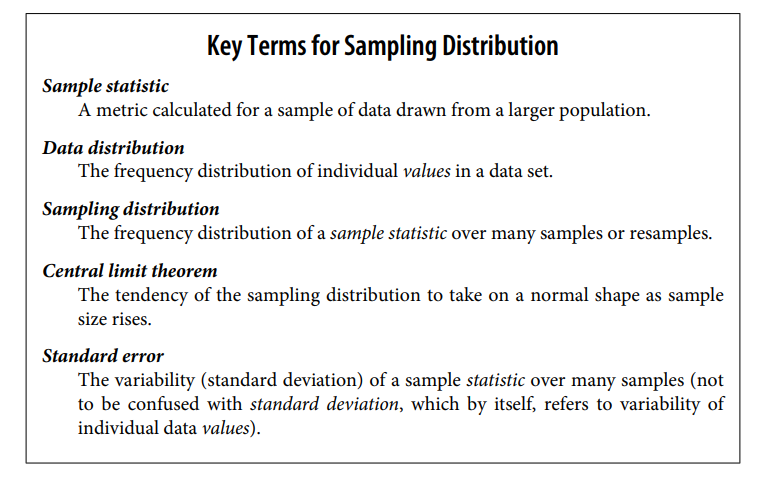 Key Terms for Sampling Distribution
Sample statistic
A metric calculated for a sample of data drawn from a larger population.
Data distribution
The frequency distribution of individual values in a data set.
Sampling distribution
The frequency distribution of a sample statistic over many samples or resamples.
Central limit theorem
The tendency of the sampling distribution to take on a normal shape as sample
size rises.
Standard error
The variability (standard deviation) of a sample statistic over many samples (not
to be confused with standard deviation, which by itself, refers to variability of
individual data values).